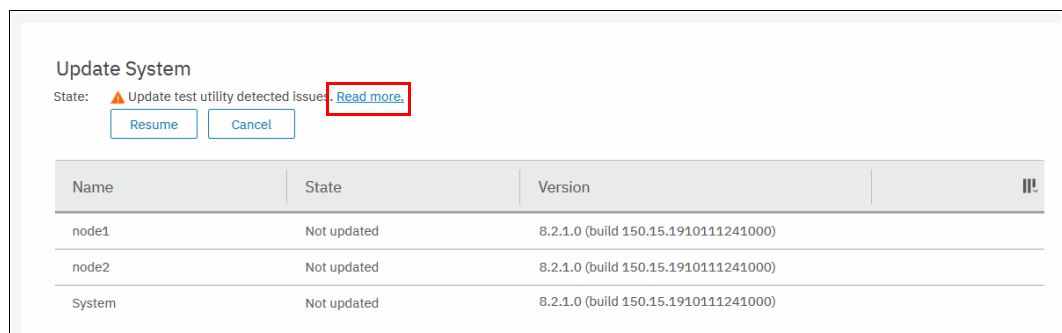 Update System
State: Update test utility detected issues. Read more.
Resume Cancel
Name State Version
node1 Not updated 8.2.1.0 (build 150.15.1910111241000)
node2 Not updated 8.2.1.0 (build 150.15.1910111241000)
System Not updated 8.2.1.0 (build 150.15.1910111241000)